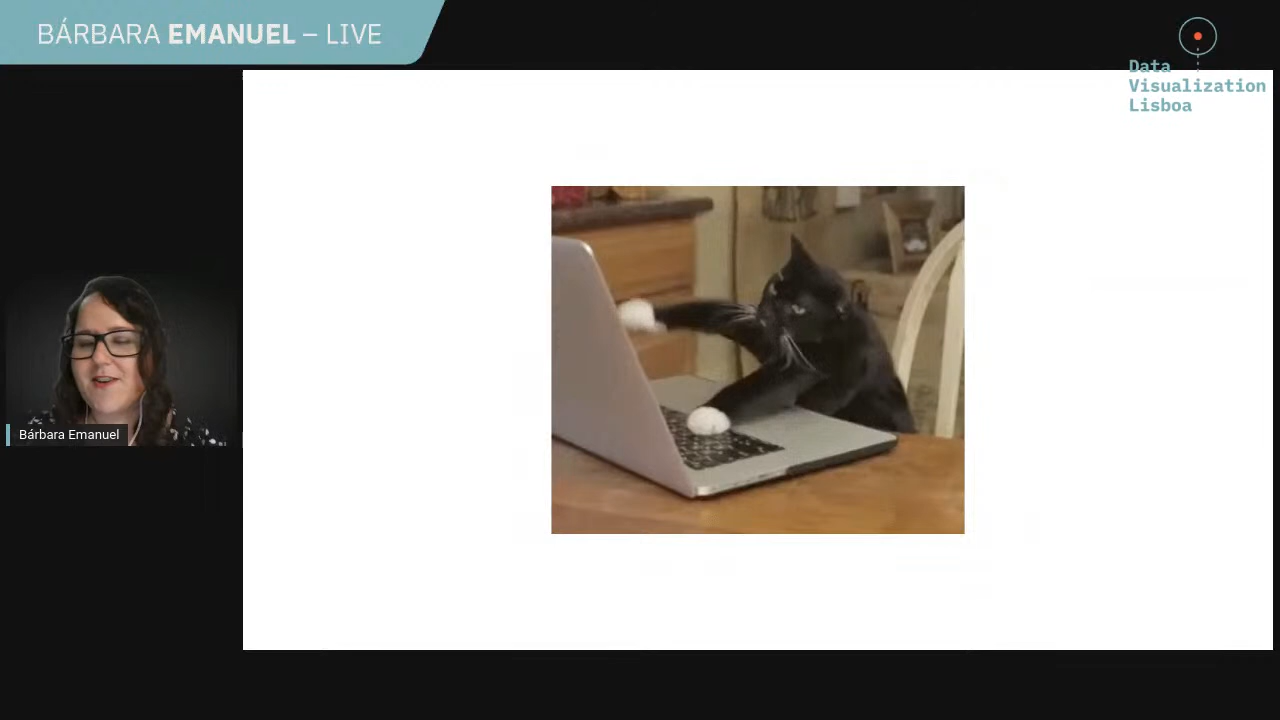 BÁRBARA EMANUEL – LIVE
Data
Visualization
Lisboa
Bárbara Emanuel